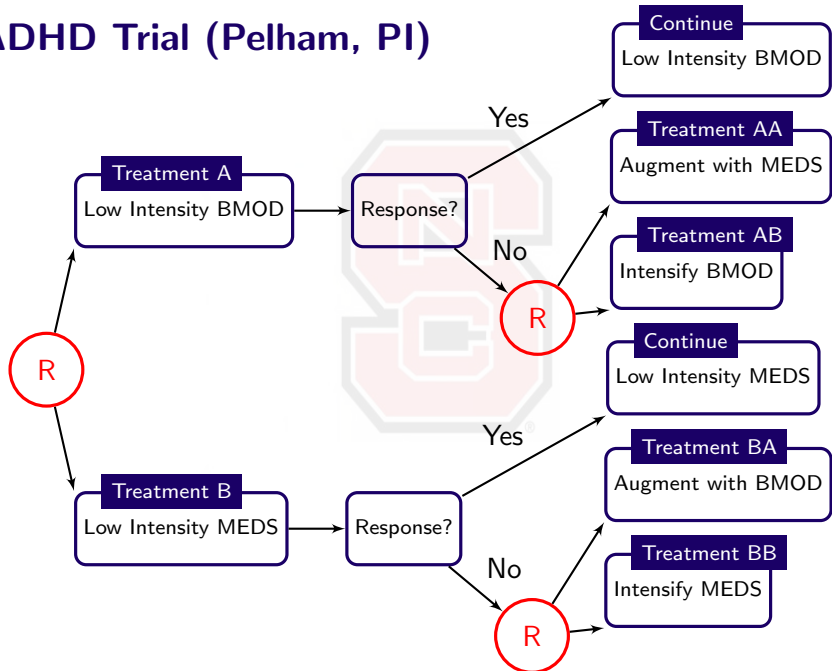 ADHD Trial (Pelham, PI)
Continue
Low Intensity BMOD
Yes
Treatment A
Low Intensity BMOD
Response?
Treatment AA
Augment with MEDS
No
Treatment AB
Intensify BMOD
R
R
Continue
Low Intensity MEDS
Yes
Treatment B
Low Intensity MEDS
Response?
Treatment BA
Augment with BMOD
No
Treatment BB
Intensify MEDS
R
N
S
C
®